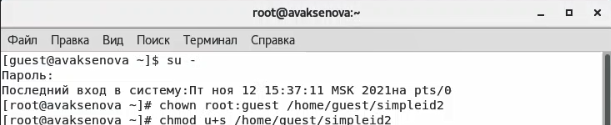 root@avaksenova:~
Файл Правка Вид Поиск Терминал Справка
[guest@avaksenova ~]$ su -
Пароль:
Последний вход в систему:Пт ноя 12 15:37:11 MSK 2021на pts/0
[root@avaksenova ~]# chown root:guest /home/guest/simpleid2
[root@avaksenova ~]# chmod u+s /home/guest/simpleid2